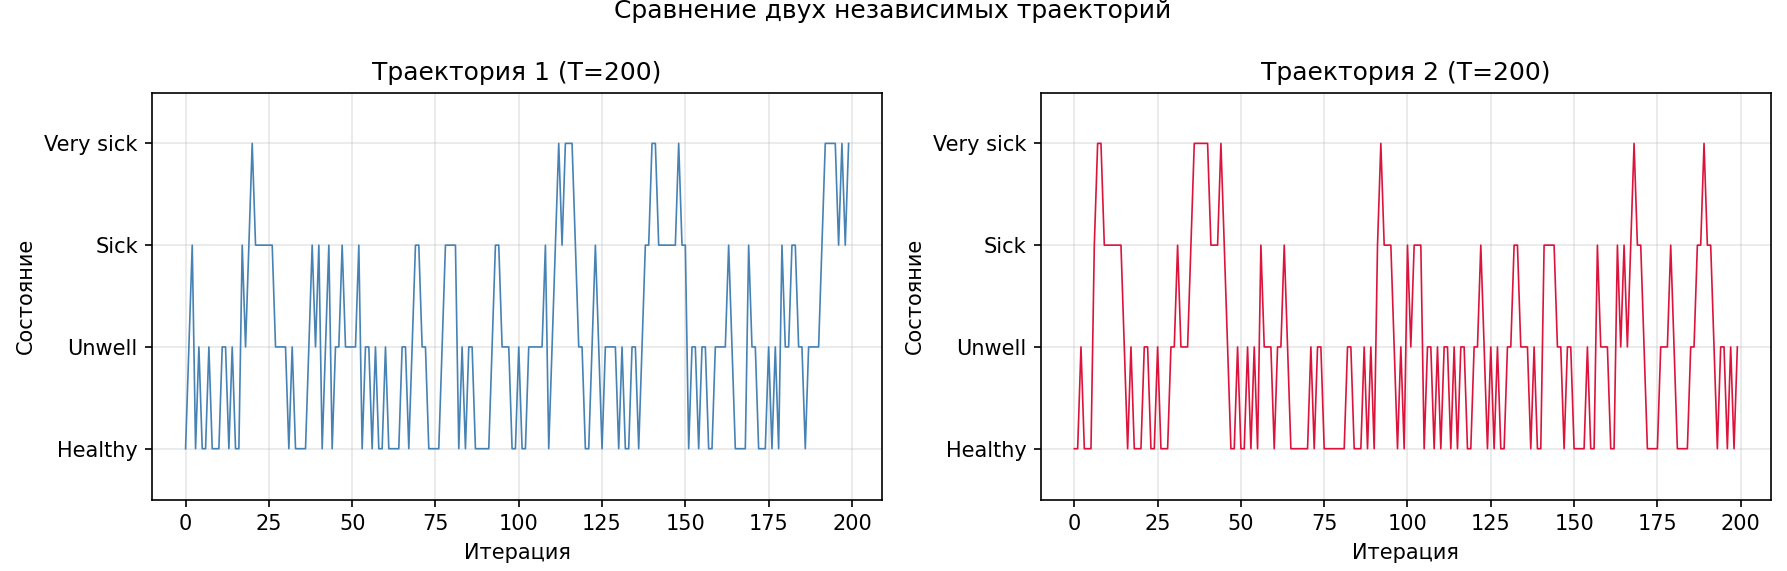 Сравнение двух независимых траекторий
Траектория 1 (T=200)
Состояние
Very sick
Sick
Unwell
Healthy
0 25 50 75 100 125 150 175 200
Итерация
Траектория 2 (T=200)
Состояние
Very sick
Sick
Unwell
Healthy
0 25 50 75 100 125 150 175 200
Итерация